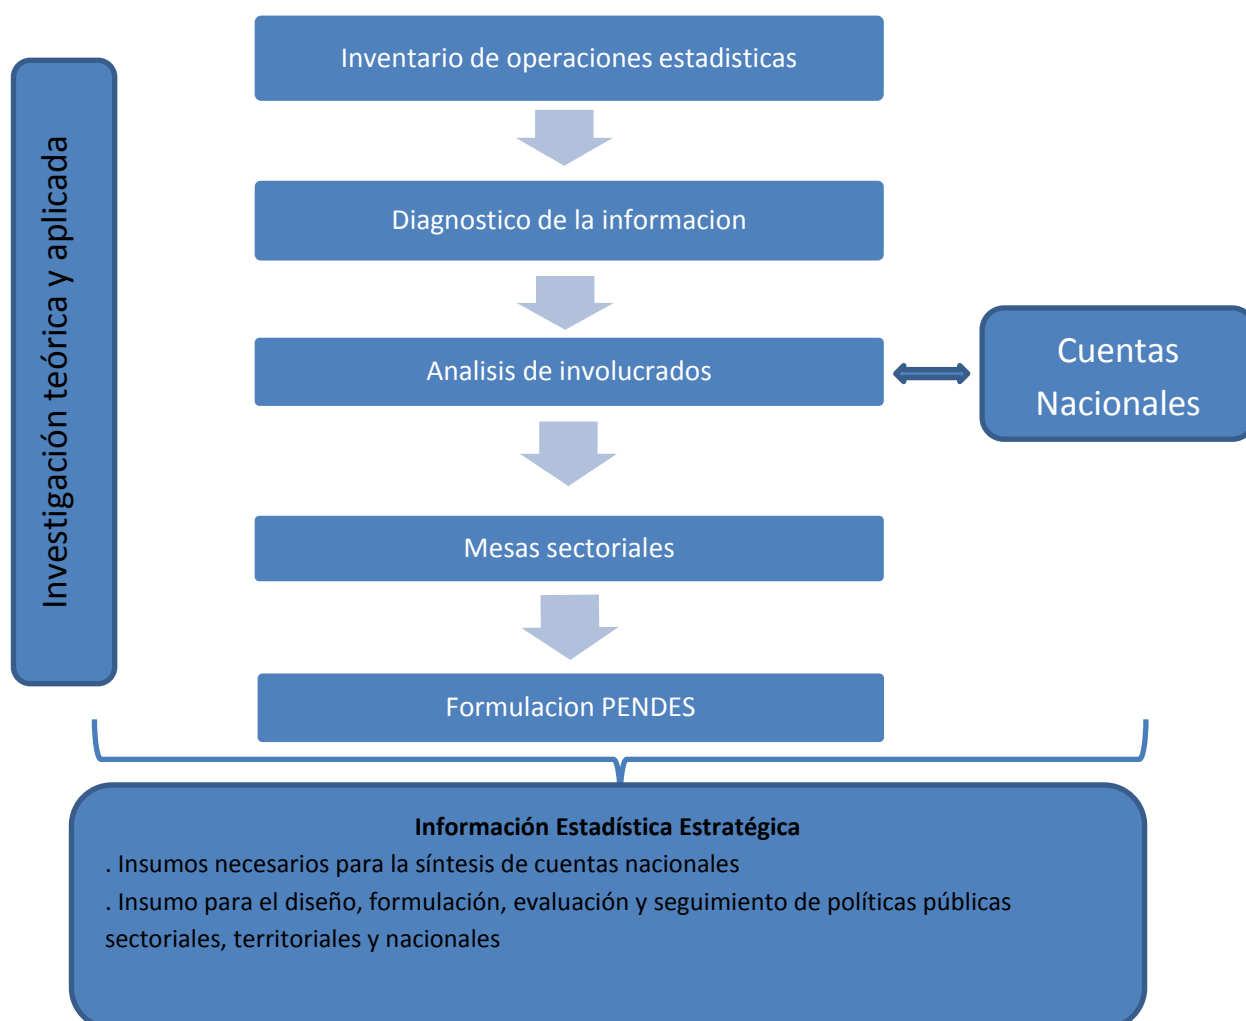 Investigación teórica y aplicada
Inventario de operaciones estadisticas
Diagnostico de la informacion
Analisis de involucrados
Cuentas
Nacionales
Mesas sectoriales
Formulacion PENDES
Información Estadística Estratégica
. Insumos necesarios para la síntesis de cuentas nacionales
. Insumo para el diseño, formulación, evaluación y seguimiento de políticas públicas
sectoriales, territoriales y nacionales